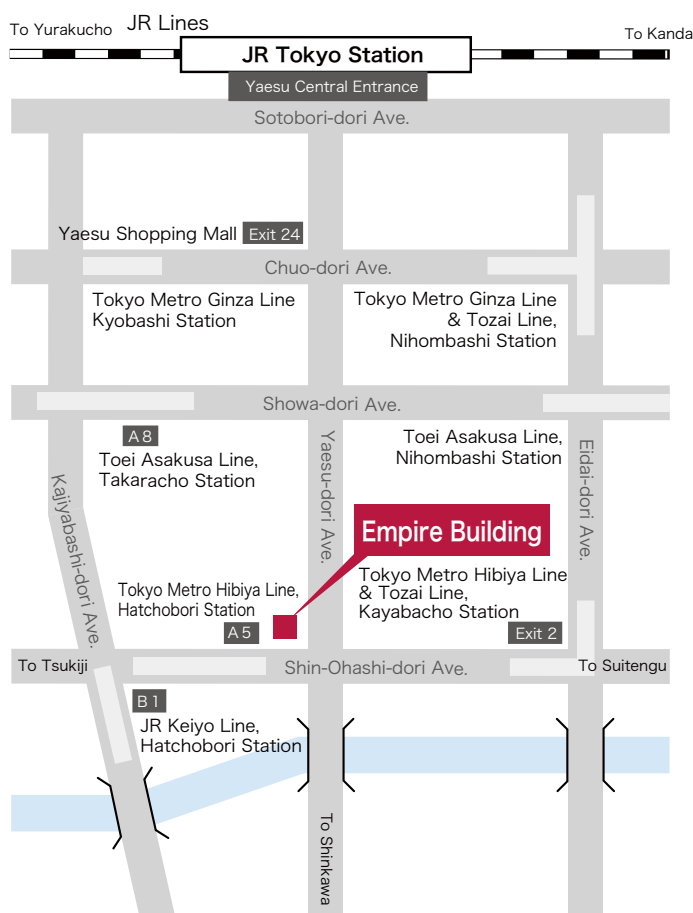 To Yurakucho
JR Lines
To Kanda
JR Tokyo Station
Yaesu Central Entrance
Sotobori-dori Ave.
Yaesu Shopping Mall
Exit 24
Chuo-dori Ave.
Tokyo Metro Ginza Line
Kyobashi Station
Tokyo Metro Ginza Line
& Tozai Line,
Nihombashi Station
Showa-dori Ave.
A8
Toei Asakusa Line,
Takaracho Station
Yaesu-dori Ave.
Toei Asakusa Line,
Nihombashi Station
Eidai-dori Ave.
Kajiyabashi-dori Ave.
Empire Building
Tokyo Metro Hibiya Line,
Hatchobori Station
A5
Tokyo Metro Hibiya Line
& Tozai Line,
Kayabacho Station
Exit 2
To Tsukiji
Shin-Ohashi-dori Ave.
To Suitengu
B1
JR Keiyo Line,
Hatchobori Station
To Shinkawa